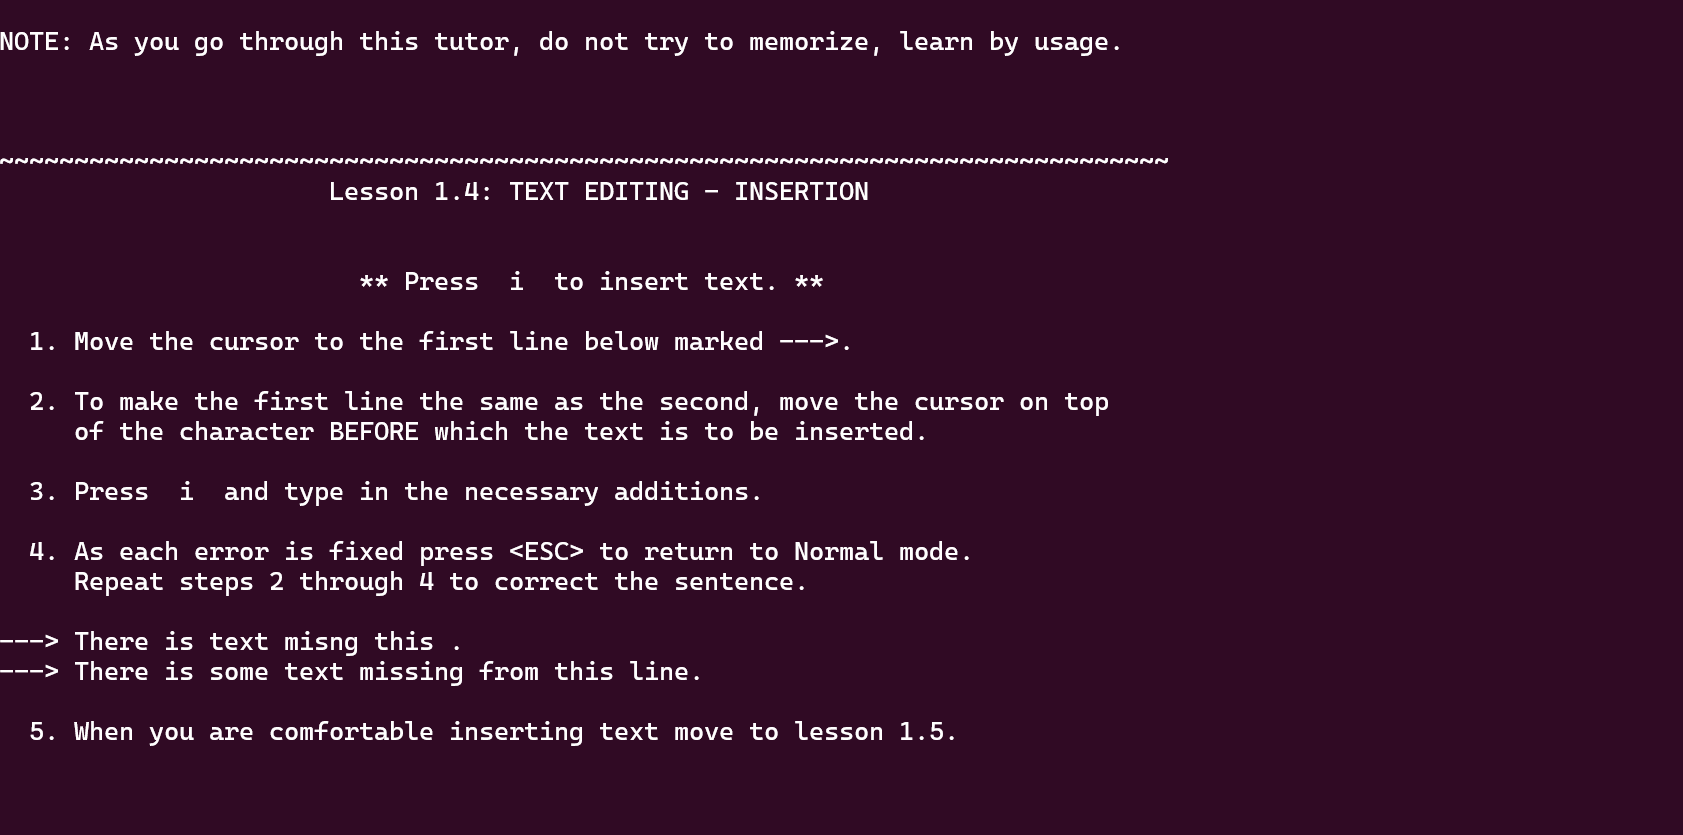 NOTE: As you go through this tutor, do not try to memorize, learn by usage.
~~~~~~~~~~~~~~~~~~~~~~~~~~~~~~~~~~~~~~~~~~~~~~~~~~~~~~~~~~~~~~~~~~~~~~~~~~~~~~
Lesson 1.4: TEXT EDITING - INSERTION
** Press  i  to insert text. **
1. Move the cursor to the first line below marked --->.
2. To make the first line the same as the second, move the cursor on top
of the character BEFORE which the text is to be inserted.
3. Press  i  and type in the necessary additions.
4. As each error is fixed press <ESC> to return to Normal mode.
Repeat steps 2 through 4 to correct the sentence.
---> There is text misng this .
---> There is some text missing from this line.
5. When you are comfortable inserting text move to lesson 1.5.